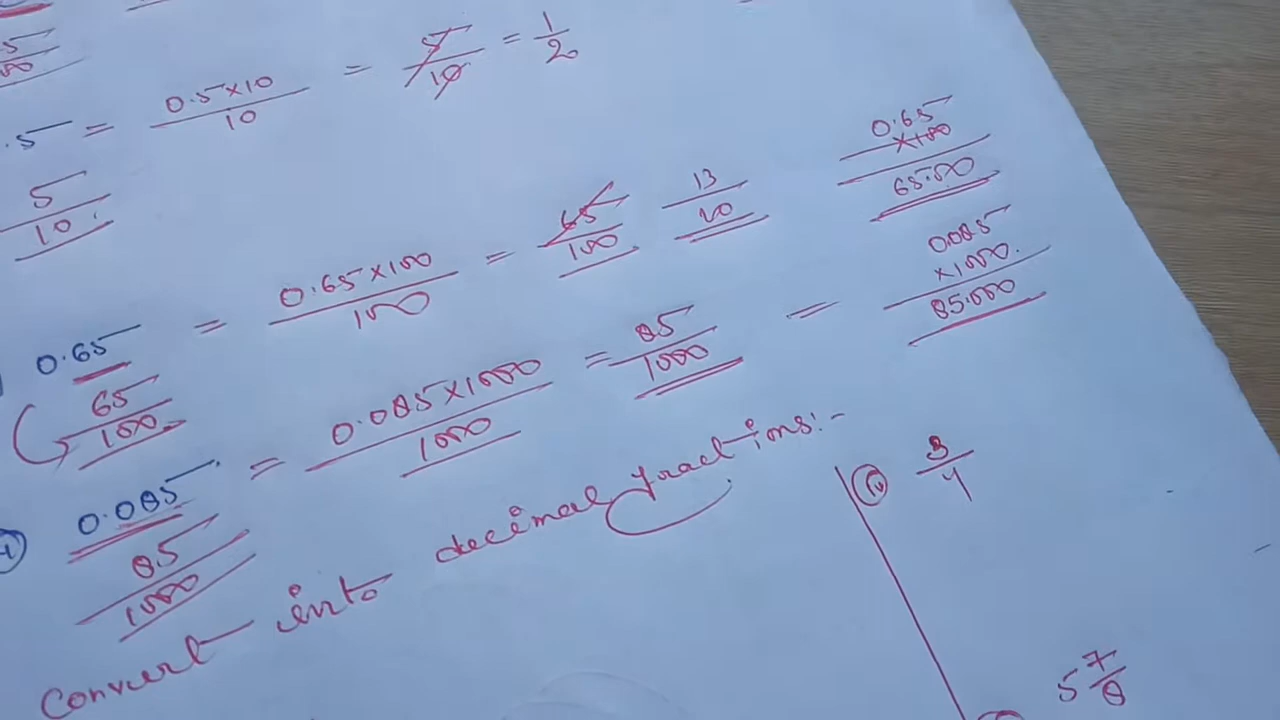 .5 = 0.5×10/10 = 5/10 = 1/2
5/10
0.65 = 0.65×100/100 = 65/100 13/20
65/100
0.65
×100
65.00
0.085 = 0.085×1000/1000 = 85/1000 =
85/1000
0.085
×1000
85.000
Convert into decimal fractions:-
(iv) 3/4
5 7/8